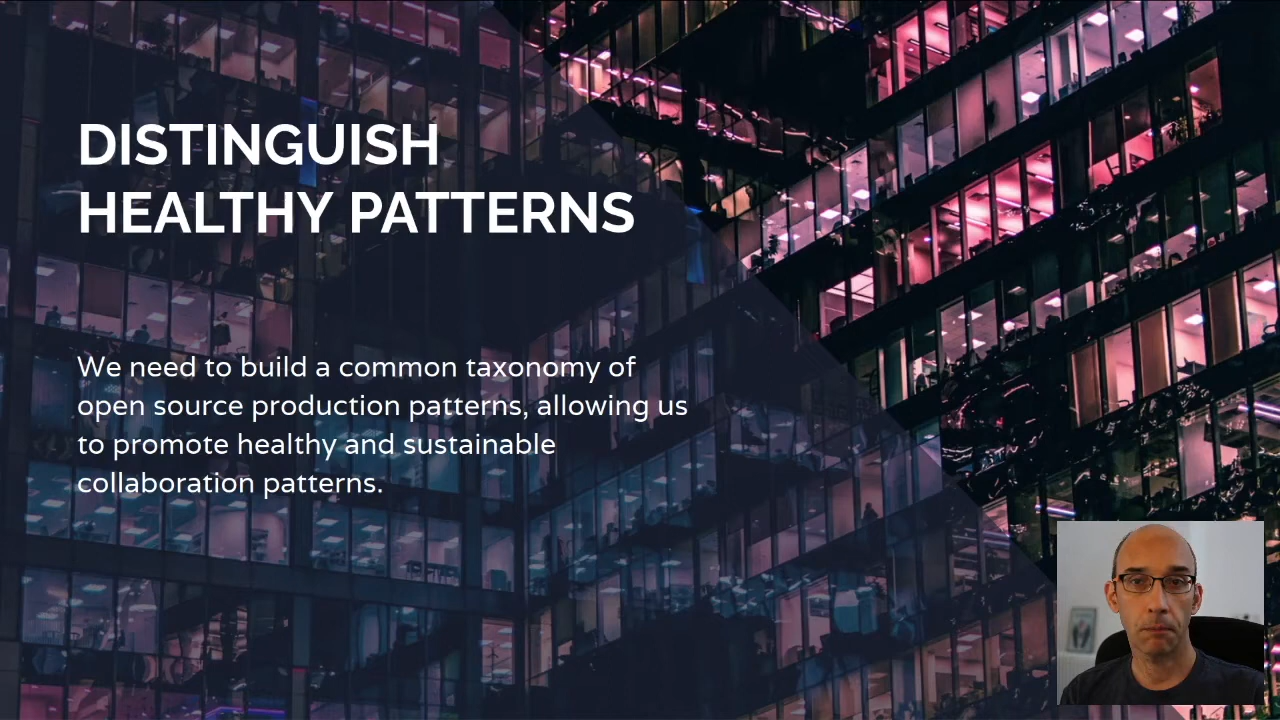 DISTINGUISH
HEALTHY PATTERNS
We need to build a common taxonomy of
open source production patterns, allowing us
to promote healthy and sustainable
collaboration patterns.